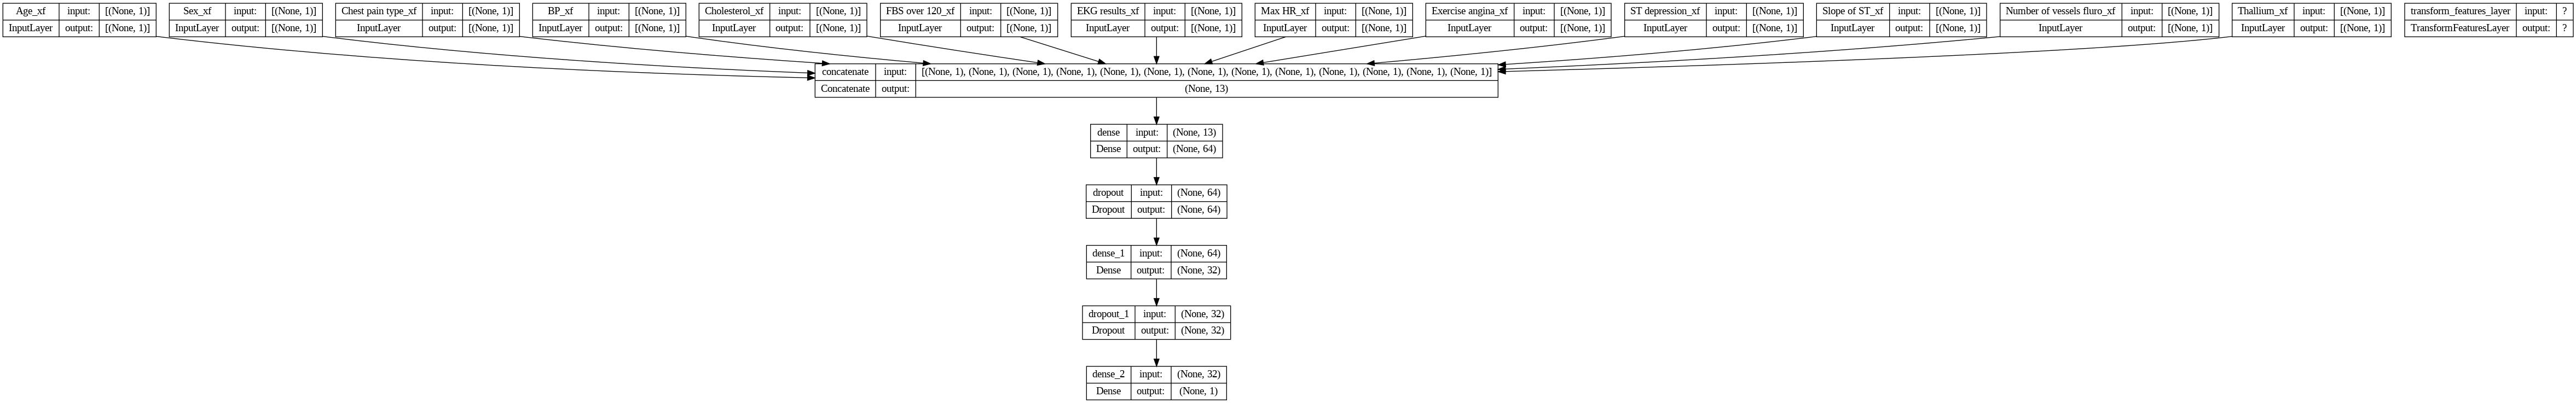 Age_xf input: [(None, 1)] Sex_xf input: [(None, 1)] Chest pain type_xf input: [(None, 1)] BP_xf input: [(None, 1)] Cholesterol_xf input: [(None, 1)] FBS over 120_xf input: [(None, 1)] EKG results_xf input: [(None, 1)] Max HR_xf input: [(None, 1)] Exercise angina_xf input: [(None, 1)] ST depression_xf input: [(None, 1)] Slope of ST_xf input: [(None, 1)] Number of vessels fluro_xf input: [(None, 1)] Thallium_xf input: [(None, 1)] transform_features_layer input: ?
InputLayer output: [(None, 1)] InputLayer output: [(None, 1)] InputLayer output: [(None, 1)] InputLayer output: [(None, 1)] InputLayer output: [(None, 1)] InputLayer output: [(None, 1)] InputLayer output: [(None, 1)] InputLayer output: [(None, 1)] InputLayer output: [(None, 1)] InputLayer output: [(None, 1)] InputLayer output: [(None, 1)] InputLayer output: [(None, 1)] InputLayer output: [(None, 1)] TransformFeaturesLayer output: ?
concatenate input: [(None, 1), (None, 1), (None, 1), (None, 1), (None, 1), (None, 1), (None, 1), (None, 1), (None, 1), (None, 1), (None, 1), (None, 1), (None, 1)]
Concatenate output: (None, 13)
dense input: (None, 13)
Dense output: (None, 64)
dropout input: (None, 64)
Dropout output: (None, 64)
dense_1 input: (None, 64)
Dense output: (None, 32)
dropout_1 input: (None, 32)
Dropout output: (None, 32)
dense_2 input: (None, 32)
Dense output: (None, 1)